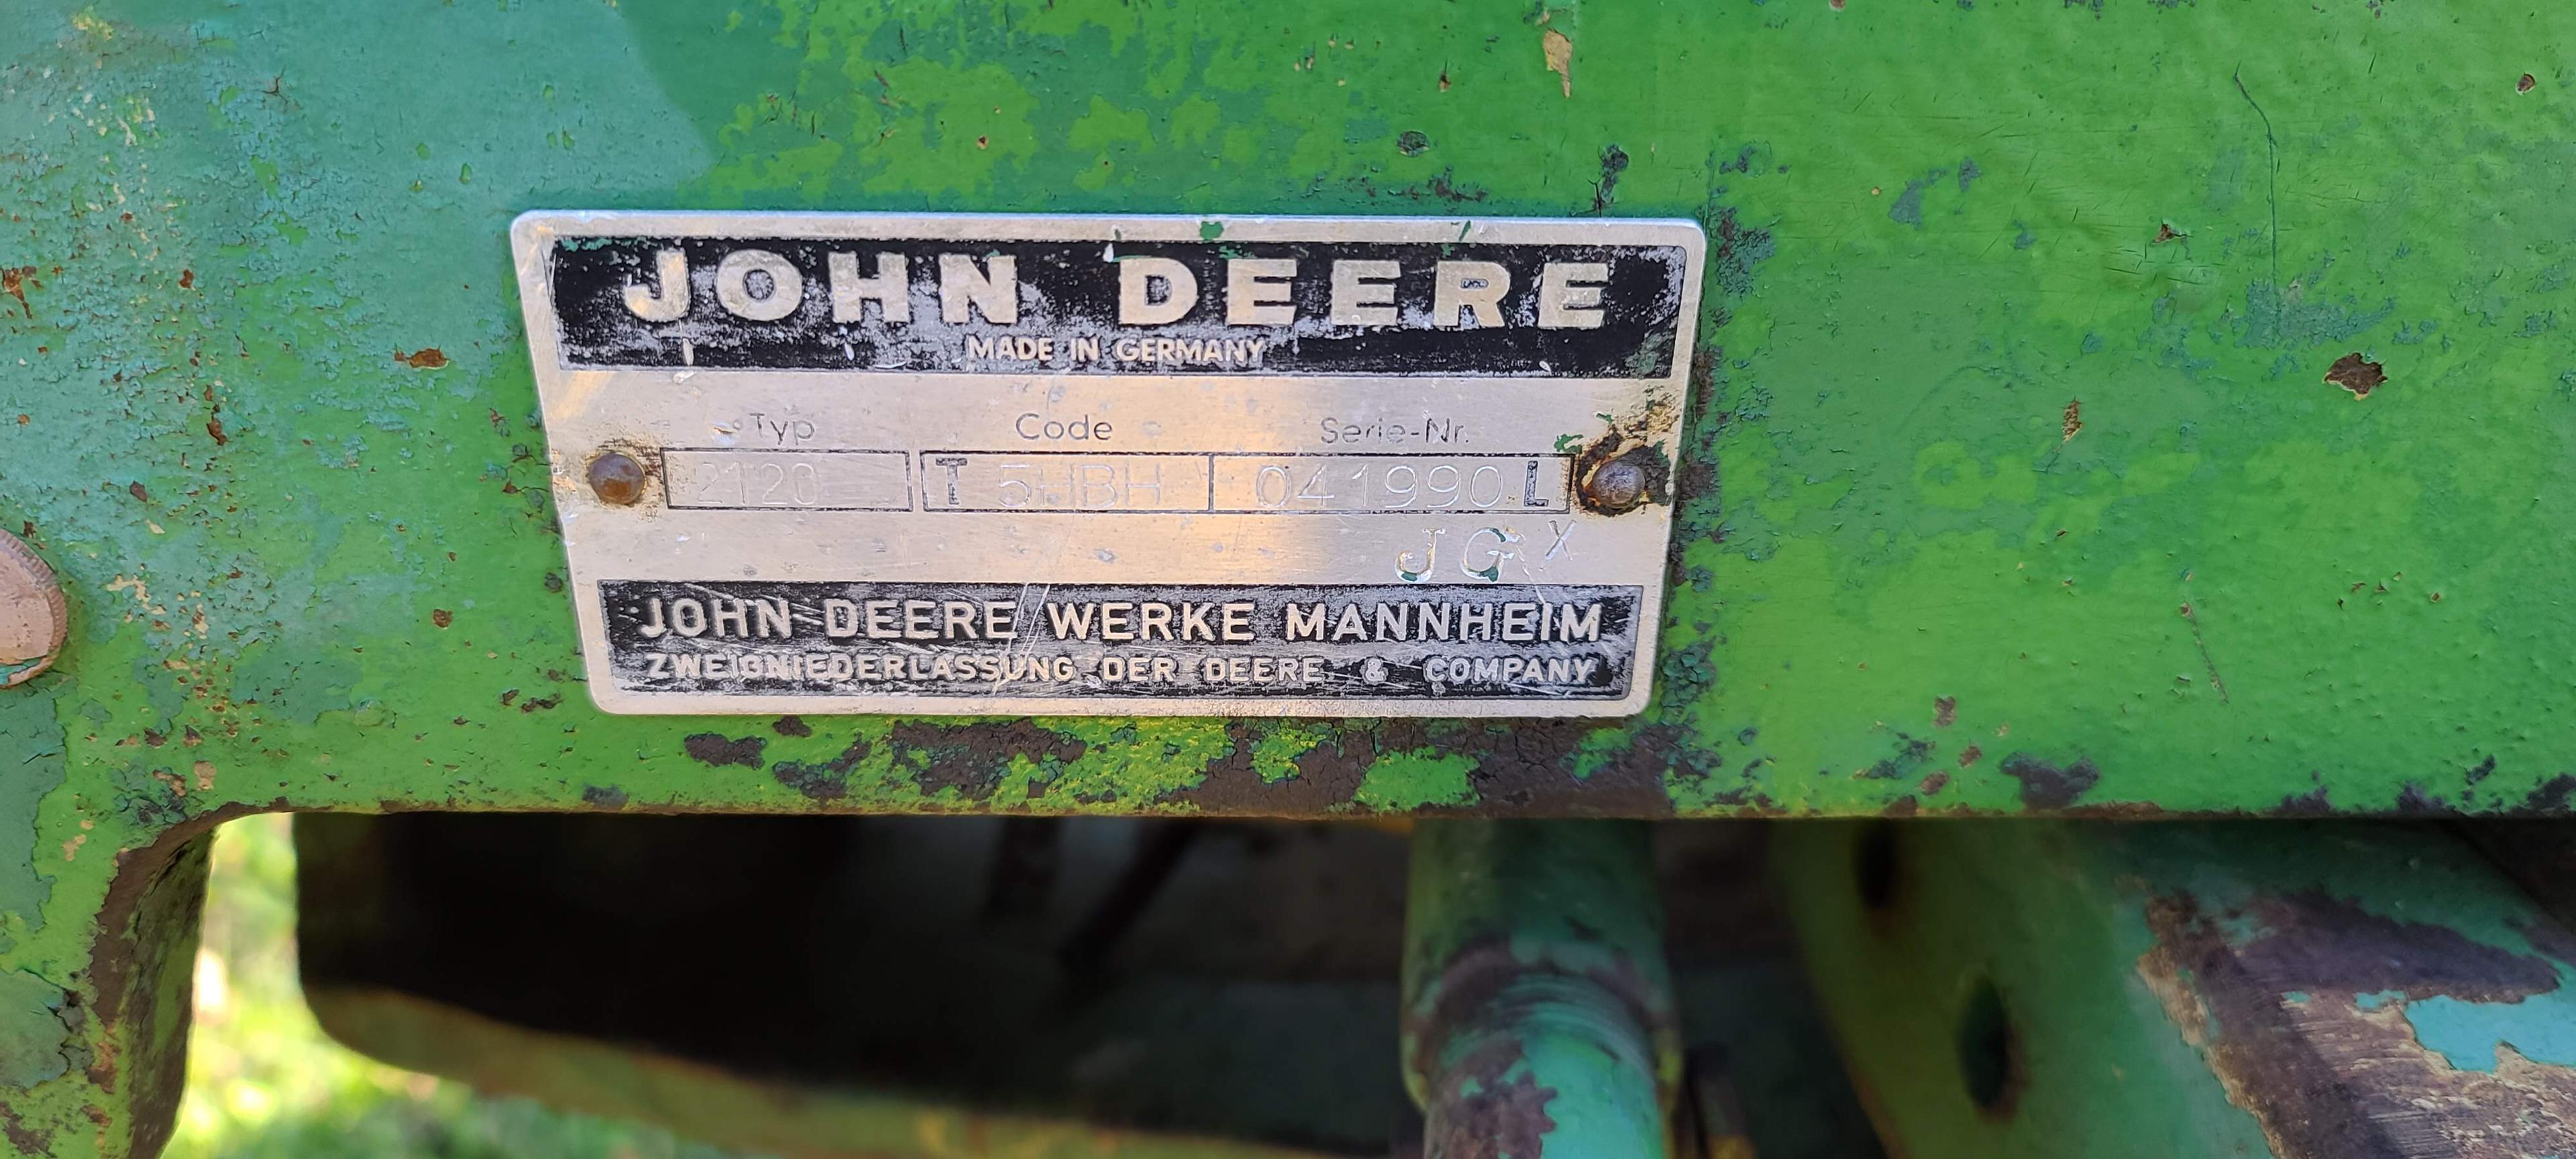 JOHN DEERE
MADE IN GERMANY
Typ Code Serie-Nr.
2120 T 5HBH 041990 L
J G X
JOHN DEERE WERKE MANNHEIM
ZWEIGNIEDERLASSUNG DER DEERE & COMPANY